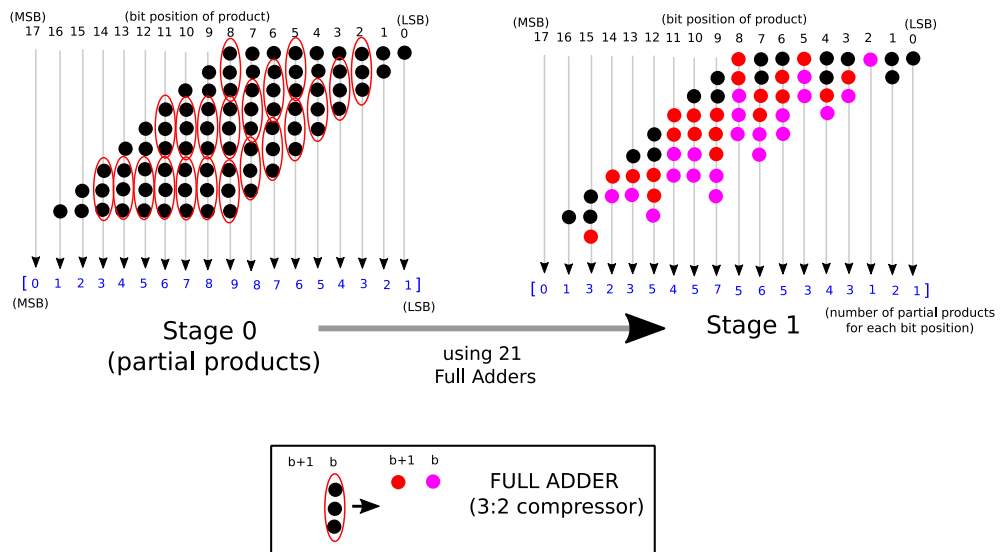 (MSB) (bit position of product) (LSB)
17 16 15 14 13 12 11 10 9 8 7 6 5 4 3 2 1 0
[ 0 1 2 3 4 5 6 7 8 9 8 7 6 5 4 3 2 1 ]
(MSB) (LSB)
Stage 0
(partial products)
using 21
Full Adders
(MSB) (bit position of product) (LSB)
17 16 15 14 13 12 11 10 9 8 7 6 5 4 3 2 1 0
[ 0 1 3 2 3 5 4 5 7 5 6 5 3 4 3 1 2 1 ]
Stage 1
(number of partial products
for each bit position)
b+1 b b+1 b
FULL ADDER
(3:2 compressor)